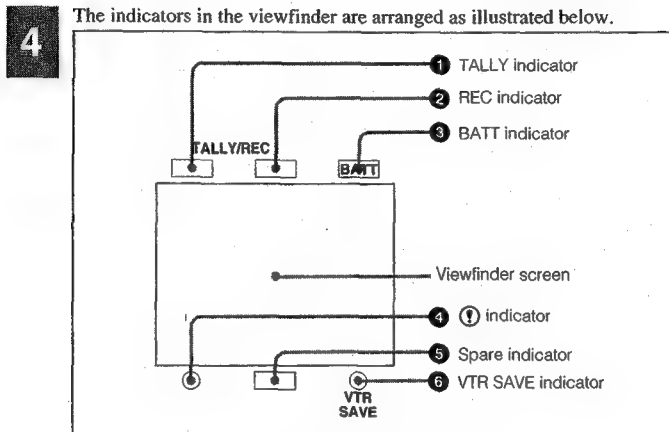 4
The indicators in the viewfinder are arranged as illustrated below.
1 TALLY indicator
2 REC indicator
3 BATT indicator
TALLY/REC
BATT
Viewfinder screen
4 ! indicator
5 Spare indicator
6 VTR SAVE indicator
VTR
SAVE